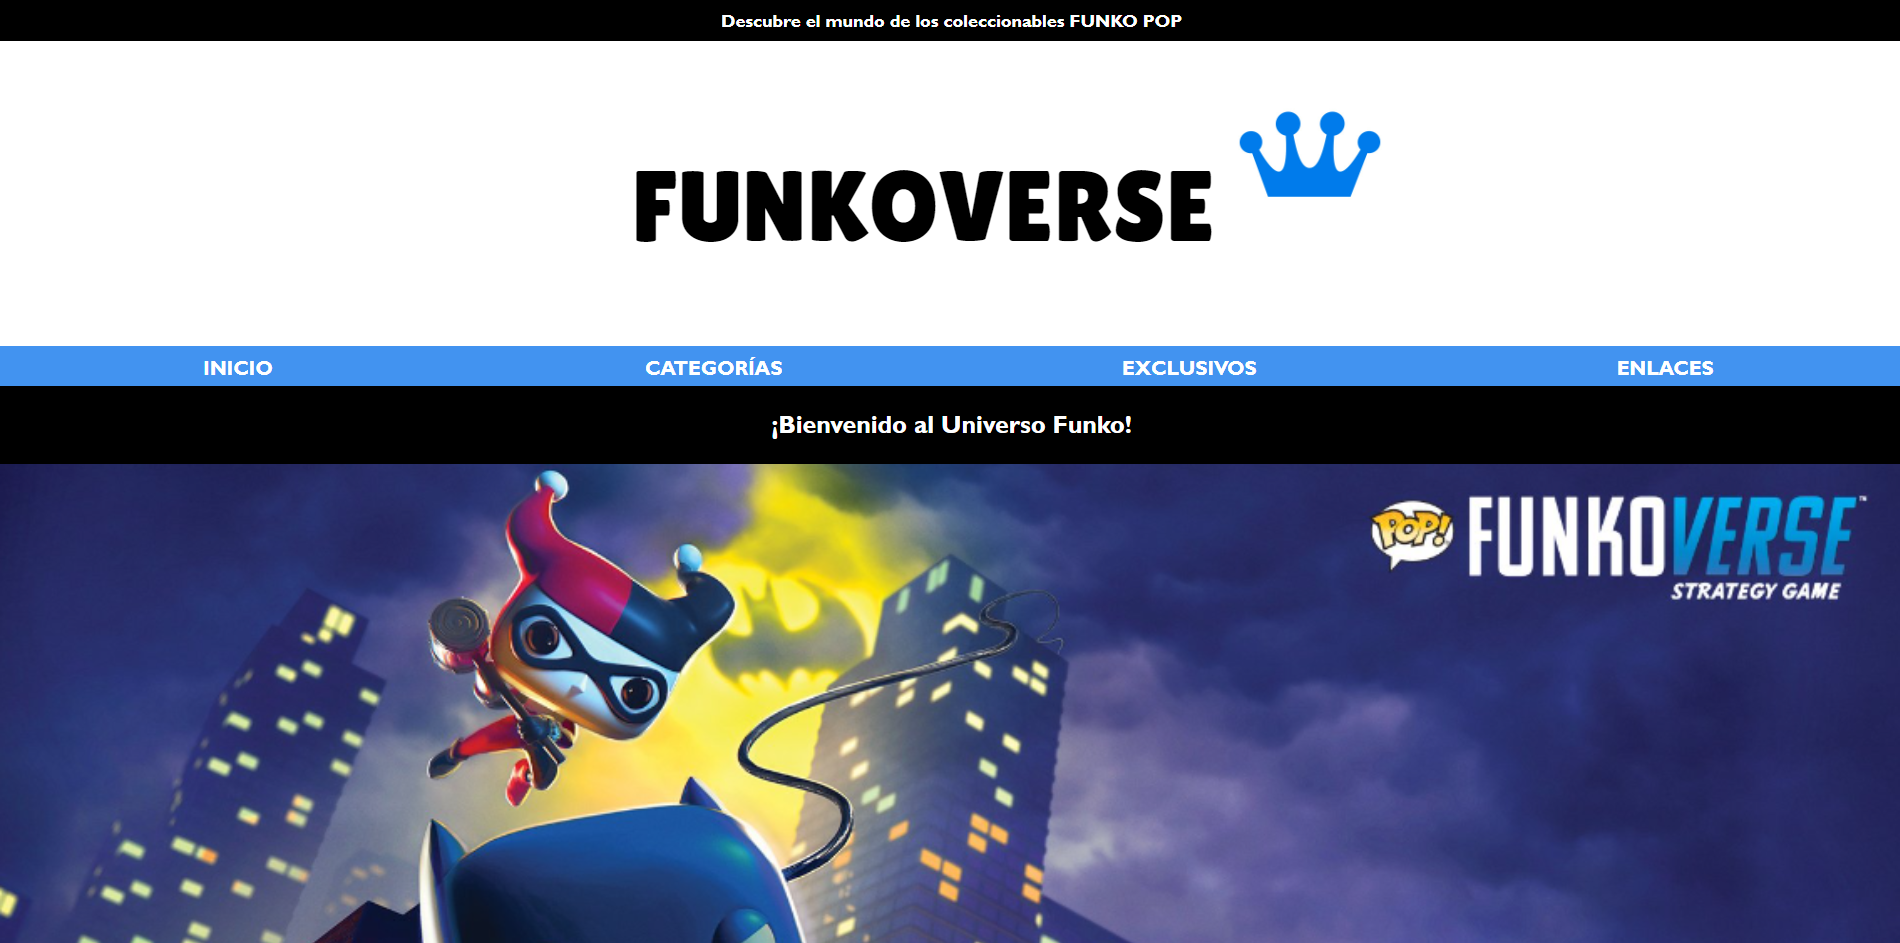 Descubre el mundo de los coleccionables FUNKO POP
FUNKOVERSE
INICIO
CATEGORÍAS
EXCLUSIVOS
ENLACES
¡Bienvenido al Universo Funko!
POP! FUNKOVERSE™
STRATEGY GAME